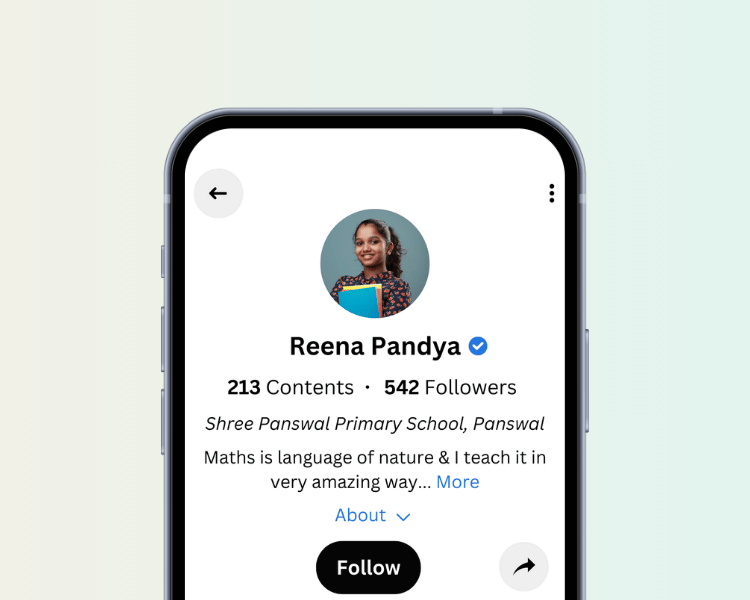 Reena Pandya
213 Contents · 542 Followers
Shree Panswal Primary School, Panswal
Maths is language of nature & I teach it in
very amazing way... More
About
Follow